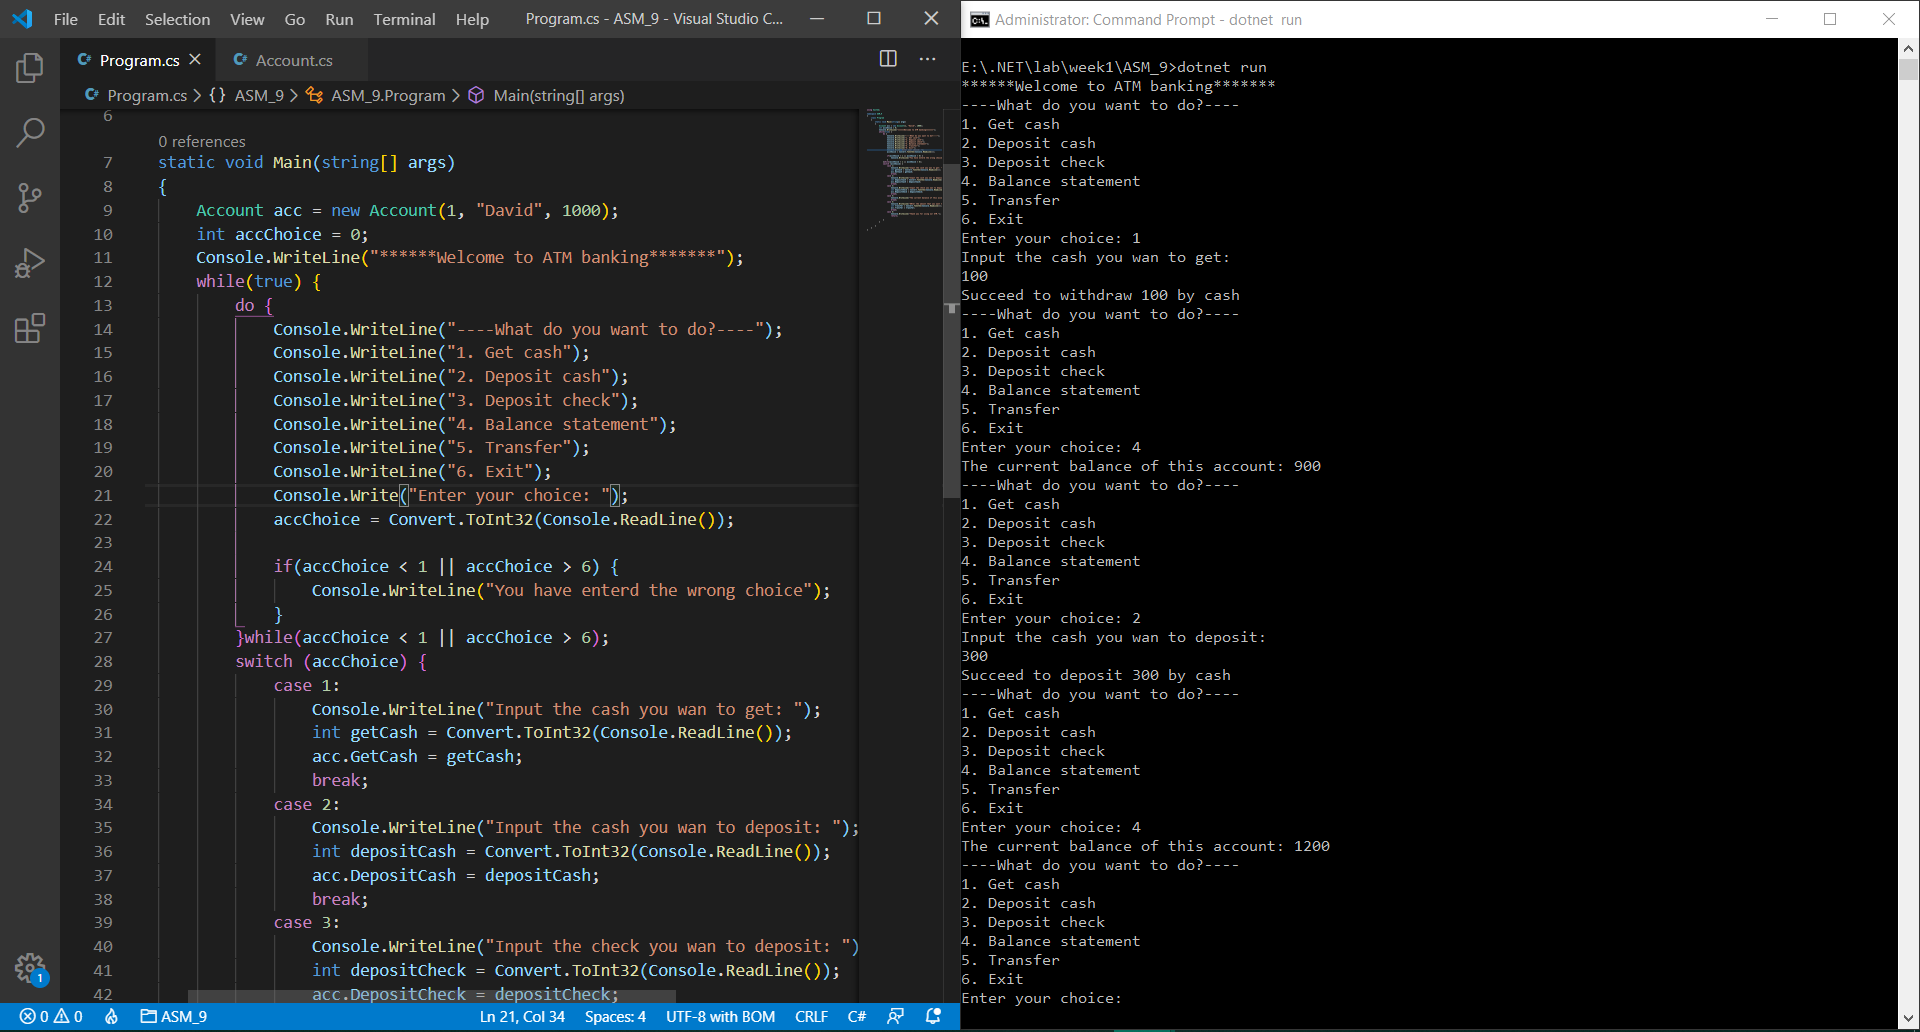 File Edit Selection View Go Run Terminal Help Program.cs - ASM_9 - Visual Studio C...
Program.cs Account.cs
Program.cs > {} ASM_9 > ASM_9.Program > Main(string[] args)
6
0 references
7 static void Main(string[] args)
8 {
9 Account acc = new Account(1, "David", 1000);
10 int accChoice = 0;
11 Console.WriteLine("******Welcome to ATM banking*******");
12 while(true) {
13 do {
14 Console.WriteLine("----What do you want to do?----");
15 Console.WriteLine("1. Get cash");
16 Console.WriteLine("2. Deposit cash");
17 Console.WriteLine("3. Deposit check");
18 Console.WriteLine("4. Balance statement");
19 Console.WriteLine("5. Transfer");
20 Console.WriteLine("6. Exit");
21 Console.Write("Enter your choice: ");
22 accChoice = Convert.ToInt32(Console.ReadLine());
23
24 if(accChoice < 1 || accChoice > 6) {
25 Console.WriteLine("You have enterd the wrong choice");
26 }
27 }while(accChoice < 1 || accChoice > 6);
28 switch (accChoice) {
29 case 1:
30 Console.WriteLine("Input the cash you wan to get: ");
31 int getCash = Convert.ToInt32(Console.ReadLine());
32 acc.GetCash = getCash;
33 break;
34 case 2:
35 Console.WriteLine("Input the cash you wan to deposit: ");
36 int depositCash = Convert.ToInt32(Console.ReadLine());
37 acc.DepositCash = depositCash;
38 break;
39 case 3:
40 Console.WriteLine("Input the check you wan to deposit: ")
41 int depositCheck = Convert.ToInt32(Console.ReadLine());
42 acc.DepositCheck = depositCheck;
1
0 0 ASM_9 Ln 21, Col 34 Spaces: 4 UTF-8 with BOM CRLF C#
Administrator: Command Prompt - dotnet run
E:\.NET\lab\week1\ASM_9>dotnet run
******Welcome to ATM banking*******
----What do you want to do?----
1. Get cash
2. Deposit cash
3. Deposit check
4. Balance statement
5. Transfer
6. Exit
Enter your choice: 1
Input the cash you wan to get:
100
Succeed to withdraw 100 by cash
----What do you want to do?----
1. Get cash
2. Deposit cash
3. Deposit check
4. Balance statement
5. Transfer
6. Exit
Enter your choice: 4
The current balance of this account: 900
----What do you want to do?----
1. Get cash
2. Deposit cash
3. Deposit check
4. Balance statement
5. Transfer
6. Exit
Enter your choice: 2
Input the cash you wan to deposit:
300
Succeed to deposit 300 by cash
----What do you want to do?----
1. Get cash
2. Deposit cash
3. Deposit check
4. Balance statement
5. Transfer
6. Exit
Enter your choice: 4
The current balance of this account: 1200
----What do you want to do?----
1. Get cash
2. Deposit cash
3. Deposit check
4. Balance statement
5. Transfer
6. Exit
Enter your choice: